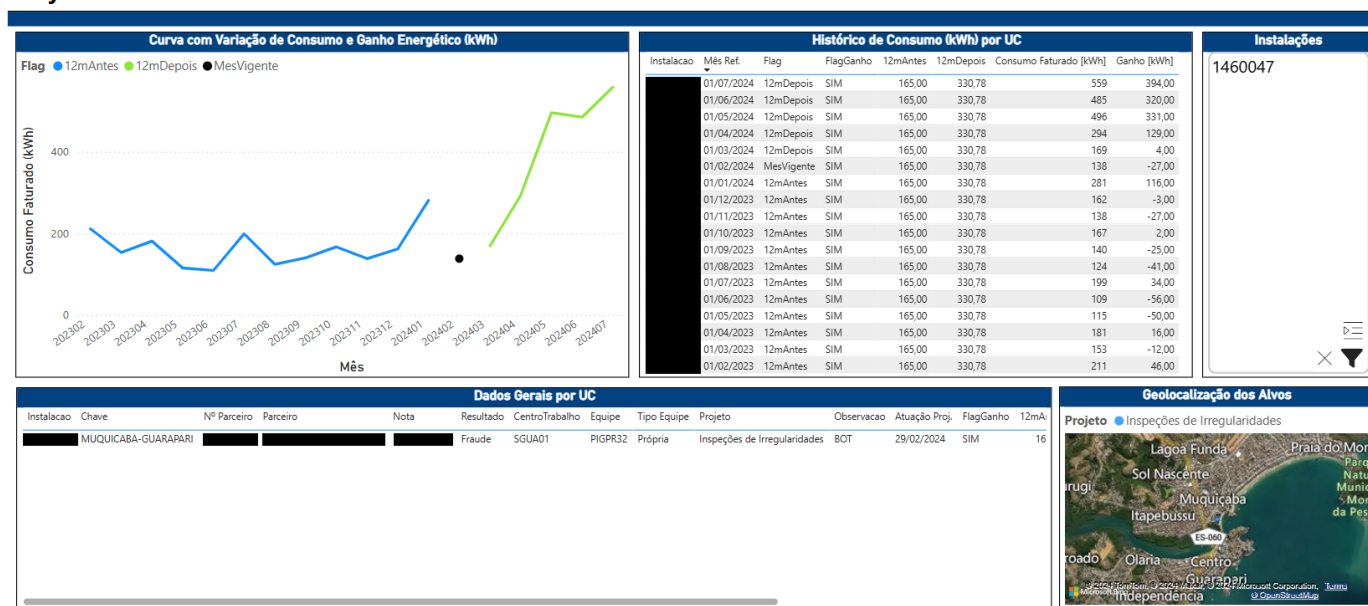 Curva com Variação de Consumo e Ganho Energético (kWh)
Flag 12mAntes 12mDepois MesVigente
Consumo Faturado (kWh)
400
200
0
202302 202303 202304 202305 202306 202307 202308 202309 202310 202311 202312 202401 202402 202403 202404 202405 202406 202407
Mês
Histórico de Consumo (kWh) por UC
Instalacao Mês Ref. Flag FlagGanho 12mAntes 12mDepois Consumo Faturado [kWh] Ganho [kWh]
01/07/2024 12mDepois SIM 165,00 330,78 559 394,00
01/06/2024 12mDepois SIM 165,00 330,78 485 320,00
01/05/2024 12mDepois SIM 165,00 330,78 496 331,00
01/04/2024 12mDepois SIM 165,00 330,78 294 129,00
01/03/2024 12mDepois SIM 165,00 330,78 169 4,00
01/02/2024 MesVigente SIM 165,00 330,78 138 -27,00
01/01/2024 12mAntes SIM 165,00 330,78 281 116,00
01/12/2023 12mAntes SIM 165,00 330,78 162 -3,00
01/11/2023 12mAntes SIM 165,00 330,78 138 -27,00
01/10/2023 12mAntes SIM 165,00 330,78 167 2,00
01/09/2023 12mAntes SIM 165,00 330,78 140 -25,00
01/08/2023 12mAntes SIM 165,00 330,78 124 -41,00
01/07/2023 12mAntes SIM 165,00 330,78 199 34,00
01/06/2023 12mAntes SIM 165,00 330,78 109 -56,00
01/05/2023 12mAntes SIM 165,00 330,78 115 -50,00
01/04/2023 12mAntes SIM 165,00 330,78 181 16,00
01/03/2023 12mAntes SIM 165,00 330,78 153 -12,00
01/02/2023 12mAntes SIM 165,00 330,78 211 46,00
Instalações
1460047
Dados Gerais por UC
Instalacao Chave Nº Parceiro Parceiro Nota Resultado CentroTrabalho Equipe Tipo Equipe Projeto Observacao Atuação Proj. FlagGanho 12mA
MUQUICABA-GUARAPARI Fraude SGUA01 PIGPR32 Própria Inspeções de Irregularidades BOT 29/02/2024 SIM 16
Geolocalização dos Alvos
Projeto Inspeções de Irregularidades
Lagoa Funda
Praia do Mor
Sol Nascente
Parq
Natu
Munic
Mor
da Pes
irugi
Muquiçaba
Itapebussu
ES-060
roado
Olaria
Centro
Guarapari
Independência
Microsoft Corporation, Terms
© OpenStreetMap